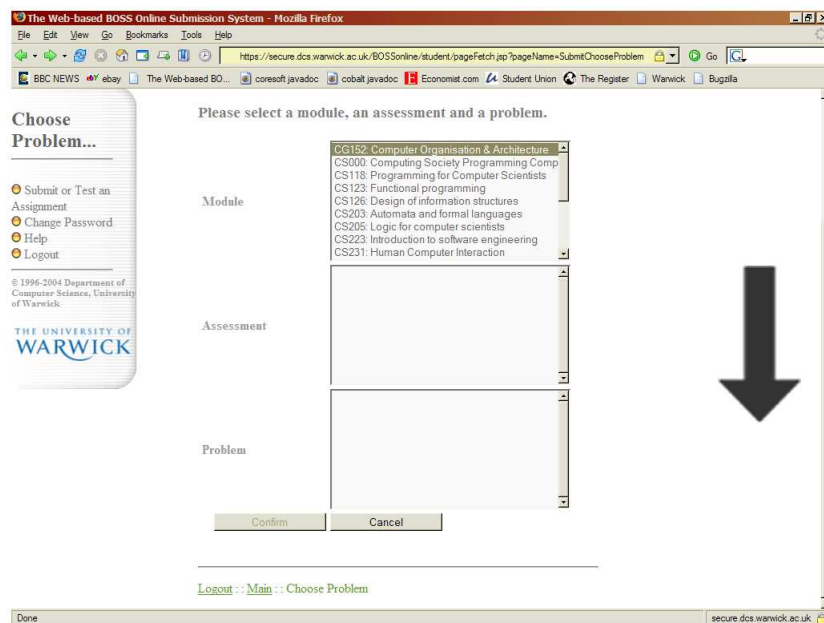 The Web-based BOSS Online Submission System - Mozilla Firefox
File Edit View Go Bookmarks Tools Help
https://secure.dcs.warwick.ac.uk/BOSSonline/student/pageFetch.jsp?pageName=SubmitChooseProblem Go G
BBC NEWS ebay The Web-based BO... coresoft javadoc cobalt javadoc Economist.com Student Union The Register Warwick Bugzilla
Choose
Problem...
Submit or Test an
Assignment
Change Password
Help
Logout
© 1996-2004 Department of
Computer Science, University
of Warwick
THE UNIVERSITY OF
WARWICK
Please select a module, an assessment and a problem.
Module
CG152: Computer Organisation & Architecture
CS000: Computing Society Programming Comp
CS118: Programming for Computer Scientists
CS123: Functional programming
CS126: Design of information structures
CS203: Automata and formal languages
CS205: Logic for computer scientists
CS223: Introduction to software engineering
CS231: Human Computer Interaction
Assessment
Problem
Confirm Cancel
Logout : : Main : : Choose Problem
Done secure.dcs.warwick.ac.uk